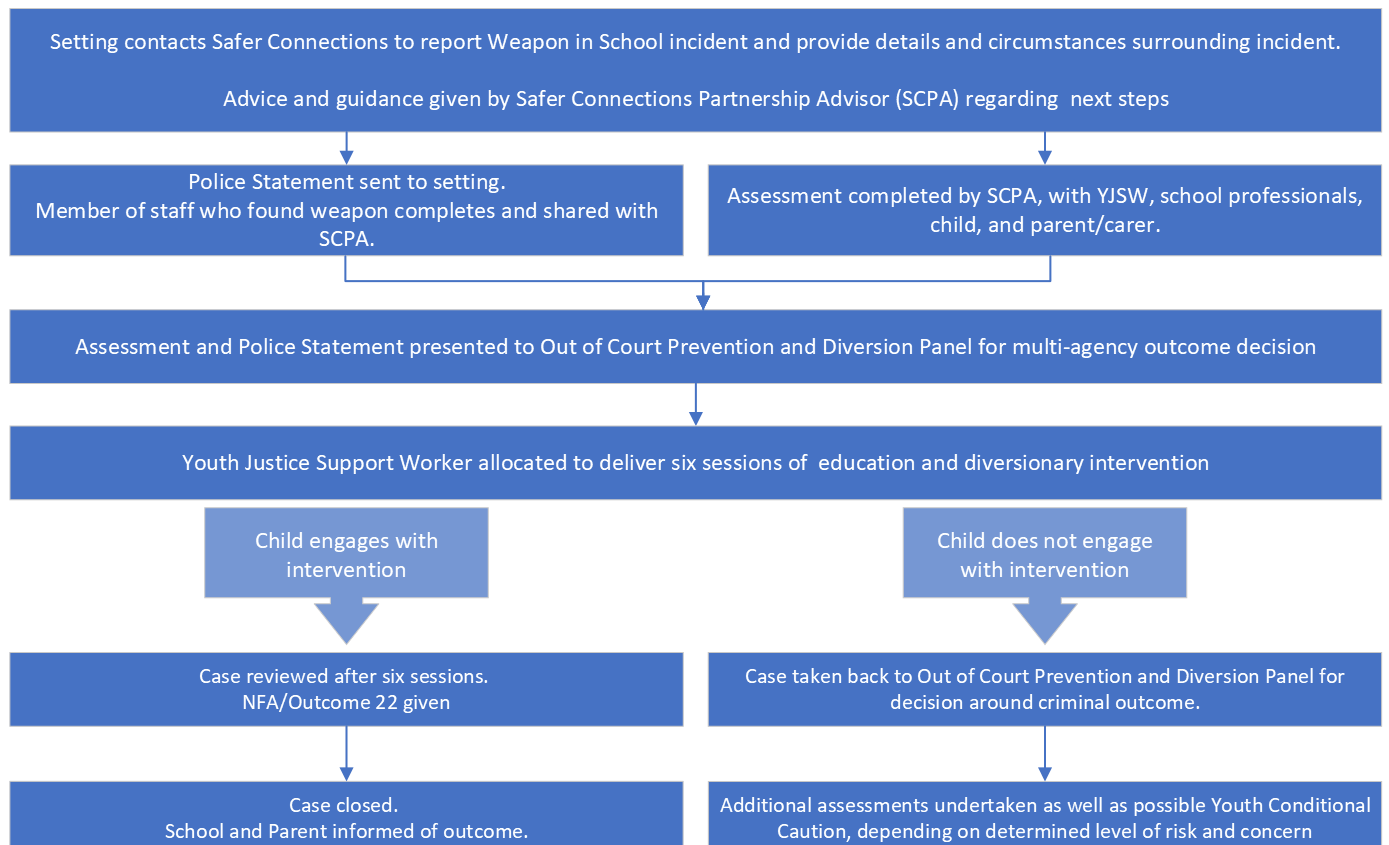 Setting contacts Safer Connections to report Weapon in School incident and provide details and circumstances surrounding incident.
Advice and guidance given by Safer Connections Partnership Advisor (SCPA) regarding  next steps
Police Statement sent to setting.
Member of staff who found weapon completes and shared with
SCPA.
Assessment completed by SCPA, with YJSW, school professionals,
child, and parent/carer.
Assessment and Police Statement presented to Out of Court Prevention and Diversion Panel for multi-agency outcome decision
Youth Justice Support Worker allocated to deliver six sessions of  education and diversionary intervention
Child engages with
intervention
Child does not engage
with intervention
Case reviewed after six sessions.
NFA/Outcome 22 given
Case taken back to Out of Court Prevention and Diversion Panel for
decision around criminal outcome.
Case closed.
School and Parent informed of outcome.
Additional assessments undertaken as well as possible Youth Conditional
Caution, depending on determined level of risk and concern